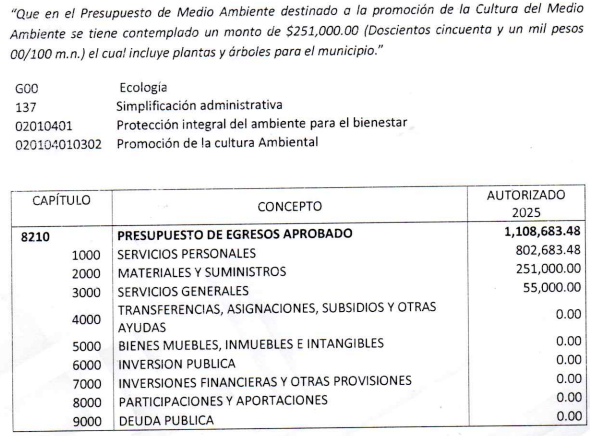 "Que en el Presupuesto de Medio Ambiente destinado a la promoción de la Cultura del Medio
Ambiente se tiene contemplado un monto de $251,000.00 (Doscientos cincuenta y un mil pesos
00/100 m.n.) el cual incluye plantas y árboles para el municipio."
G00 Ecología
137 Simplificación administrativa
02010401 Protección integral del ambiente para el bienestar
020104010302 Promoción de la cultura Ambiental
CAPÍTULO CONCEPTO AUTORIZADO
2025
8210 PRESUPUESTO DE EGRESOS APROBADO 1,108,683.48
1000 SERVICIOS PERSONALES 802,683.48
2000 MATERIALES Y SUMINISTROS 251,000.00
3000 SERVICIOS GENERALES 55,000.00
4000 TRANSFERENCIAS, ASIGNACIONES, SUBSIDIOS Y OTRAS 0.00
AYUDAS
5000 BIENES MUEBLES, INMUEBLES E INTANGIBLES 0.00
6000 INVERSION PUBLICA 0.00
7000 INVERSIONES FINANCIERAS Y OTRAS PROVISIONES 0.00
8000 PARTICIPACIONES Y APORTACIONES 0.00
9000 DEUDA PUBLICA 0.00